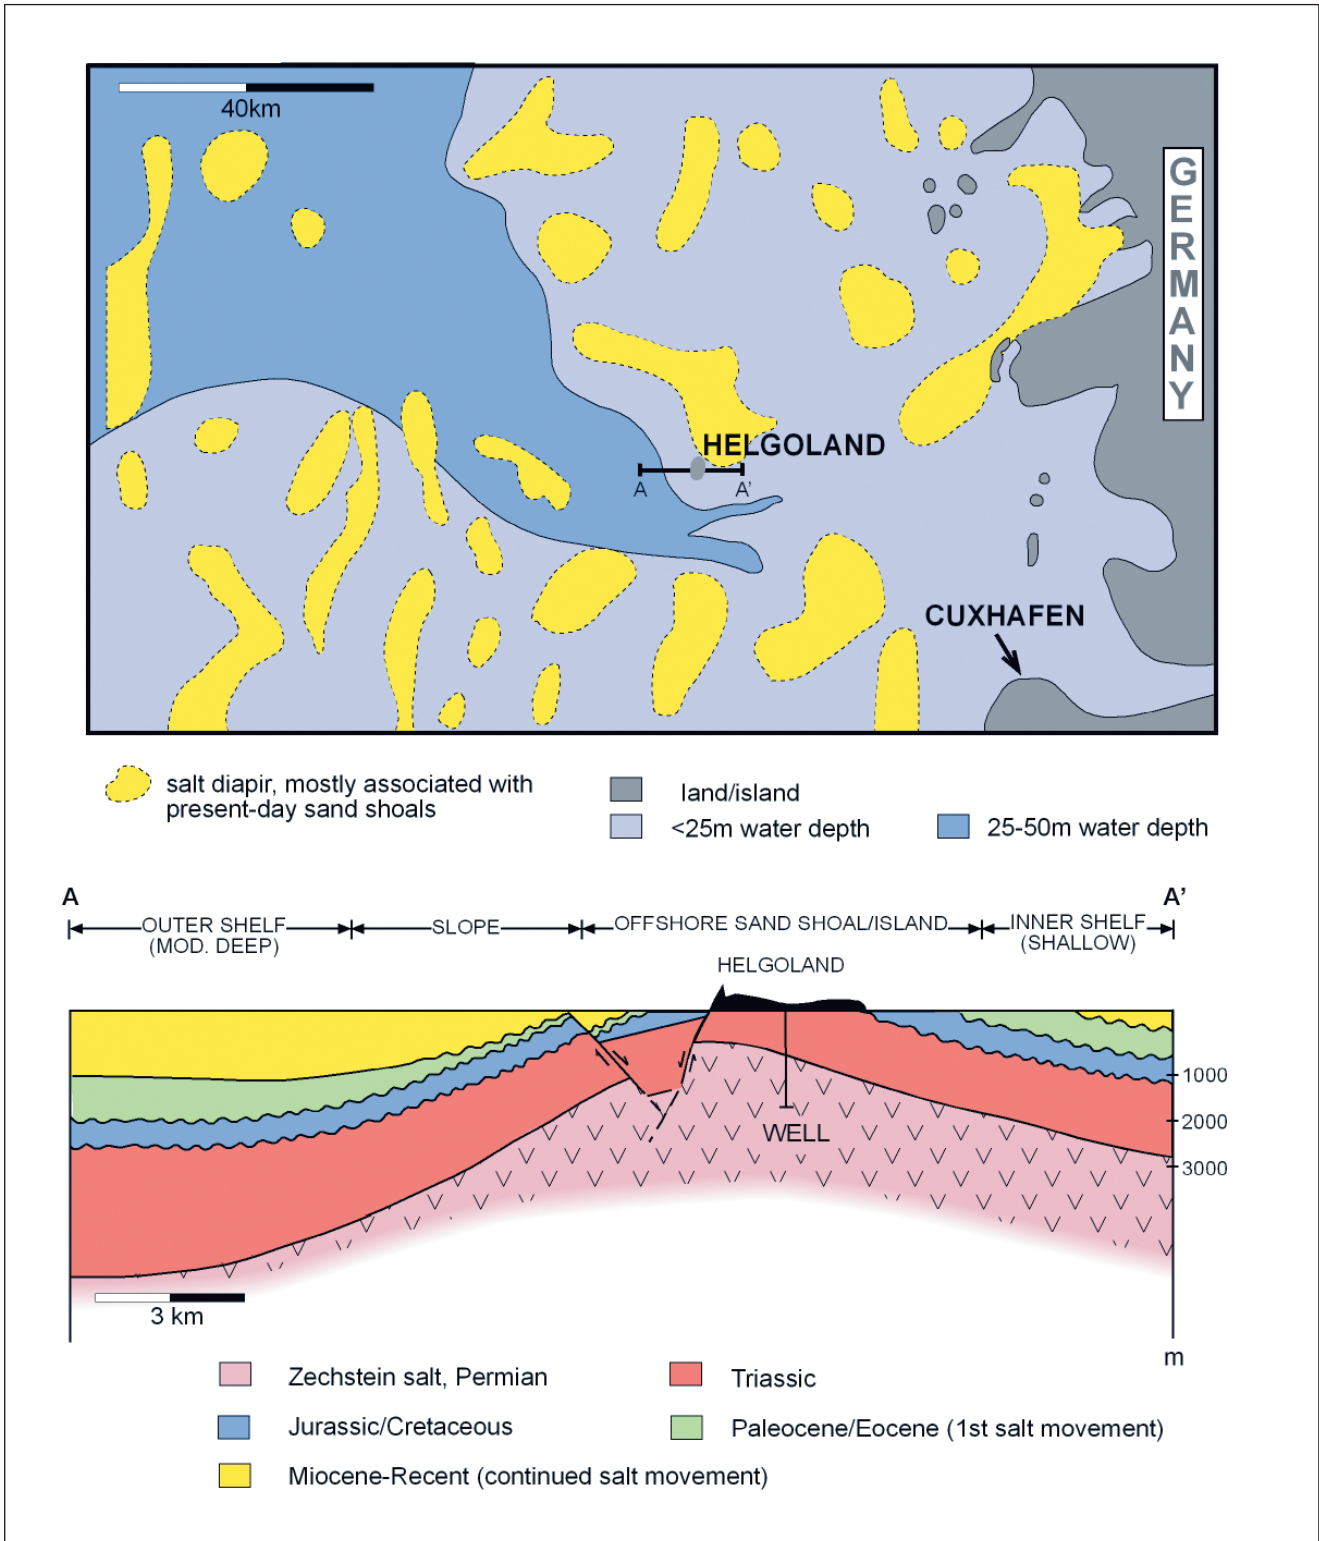 40km
GERMANY
HELGOLAND
A
A'
CUXHAFEN
salt diapir, mostly associated with
present-day sand shoals
land/island
<25m water depth
25-50m water depth
A
A'
OUTER SHELF
(MOD. DEEP)
SLOPE
OFFSHORE SAND SHOAL/ISLAND
INNER SHELF
(SHALLOW)
HELGOLAND
1000
2000
WELL
3000
3 km
m
Zechstein salt, Permian
Triassic
Jurassic/Cretaceous
Paleocene/Eocene (1st salt movement)
Miocene-Recent (continued salt movement)